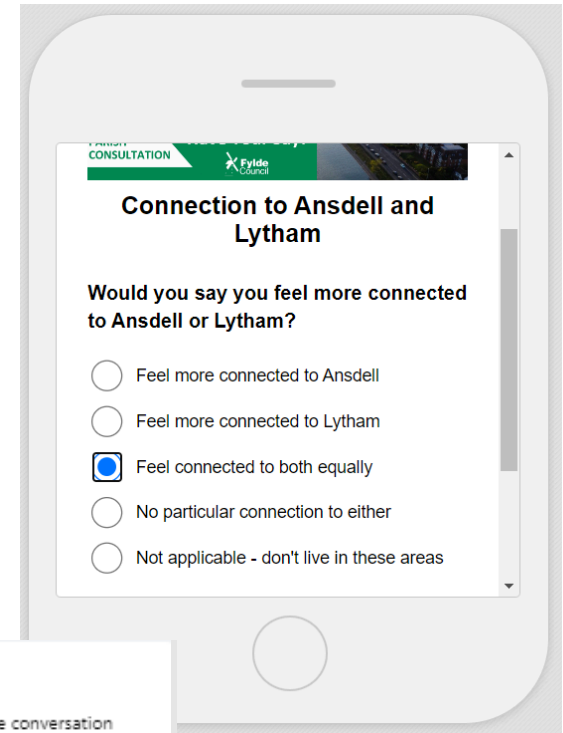 CONSULTATION
Fylde
Council
Connection to Ansdell and
Lytham
Would you say you feel more connected
to Ansdell or Lytham?
Feel more connected to Ansdell
Feel more connected to Lytham
Feel connected to both equally
No particular connection to either
Not applicable - don't live in these areas
conversation